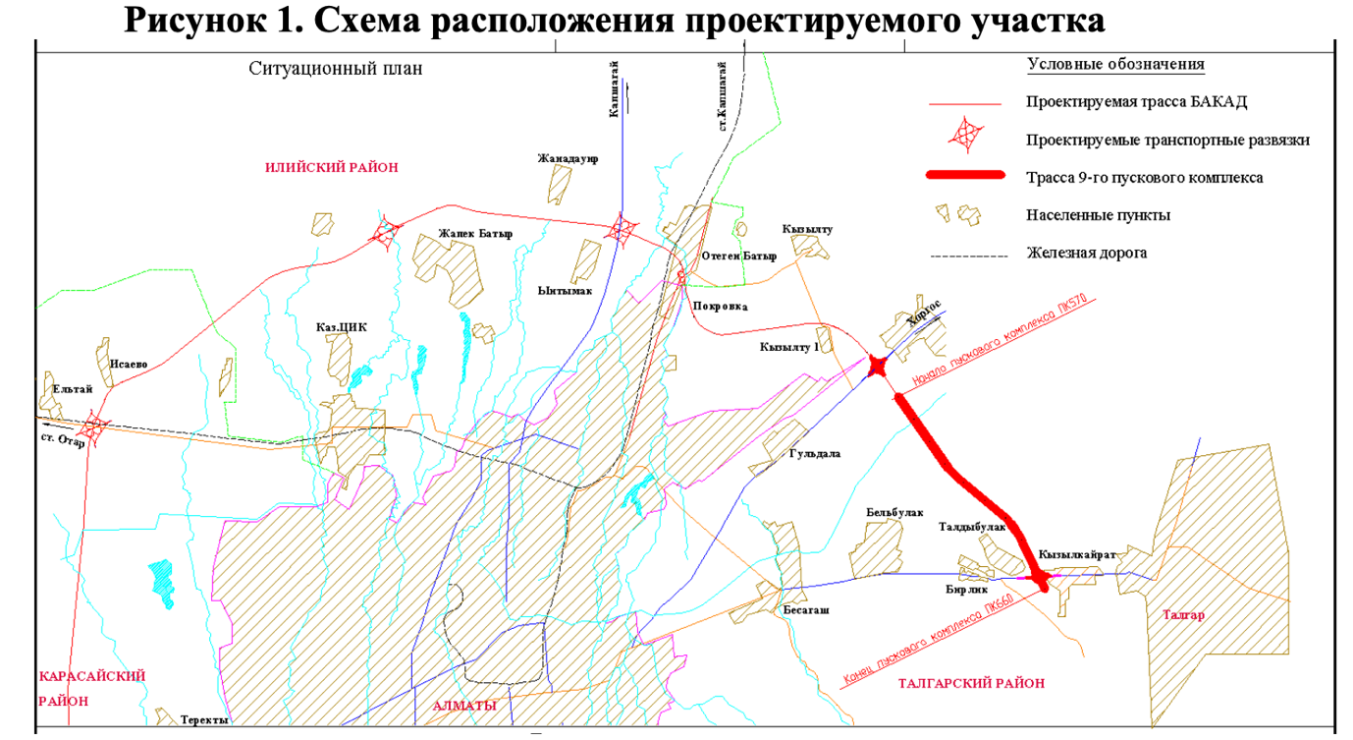 Рисунок 1. Схема расположения проектируемого участка
Ситуационный план
Условные обозначения
Проектируемая трасса БАКАД
Проектируемые транспортные развязки
Трасса 9-го пускового комплекса
Населенные пункты
Железная дорога
Капшагай
ст.Капшагай
ИЛИЙСКИЙ РАЙОН
Жанадауир
Жапек Батыр
Ынтымак
Отеген Батыр
Кызылту
Покровка
Хоргос
Начало пускового комплекса ПК570
Каз.ЦИК
Кызылту 1
Исаево
Ельтай
ст. Отар
Гульдала
Бельбулак
Талдыбулак
Кызылкайрат
Бирлик
Бесагаш
Талгар
Конец пускового комплекса ПК660
КАРАСАЙСКИЙ
РАЙОН
ТАЛГАРСКИЙ РАЙОН
АЛМАТЫ
Теректы